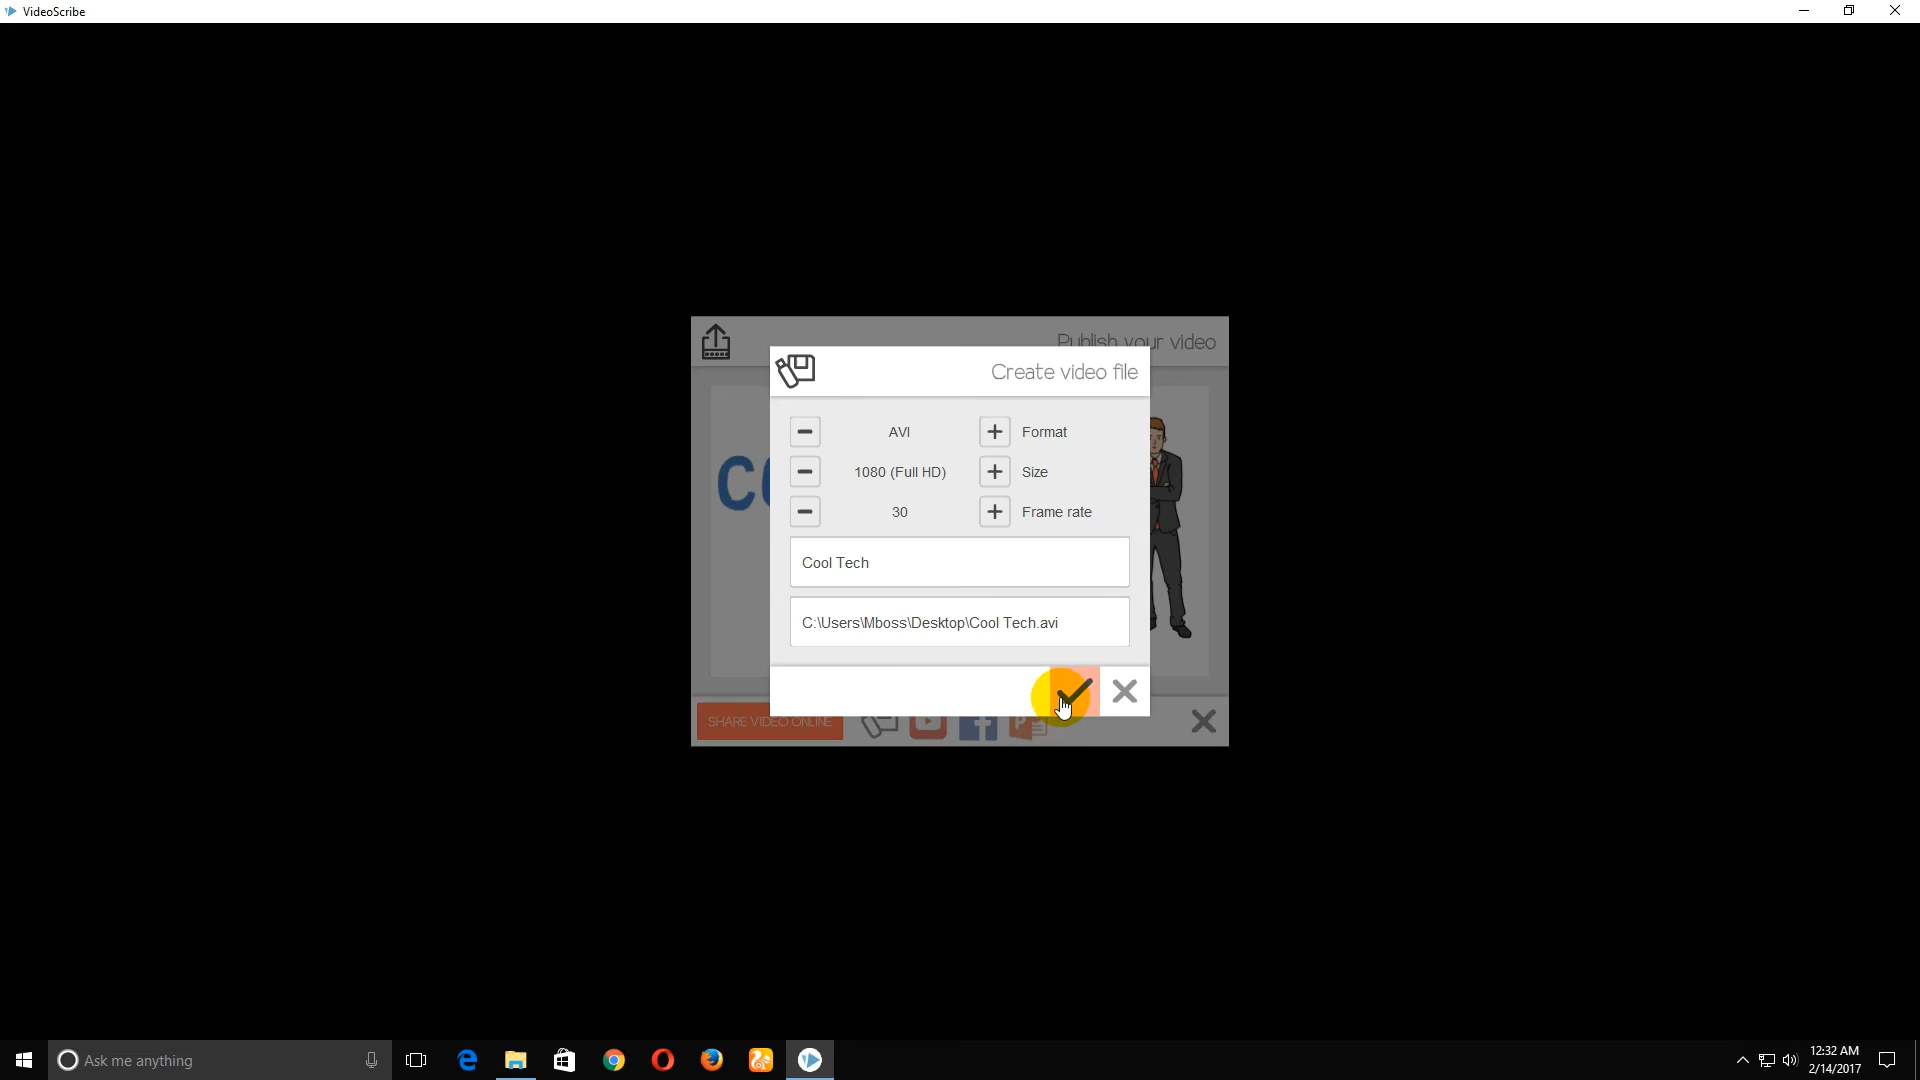 VideoScribe
Publish your video
Create video file
AVI Format
1080 (Full HD) Size
30 Frame rate
Cool Tech
C:\Users\Mboss\Desktop\Cool Tech.avi
SHARE VIDEO ONLINE
Ask me anything
12:32 AM
2/14/2017